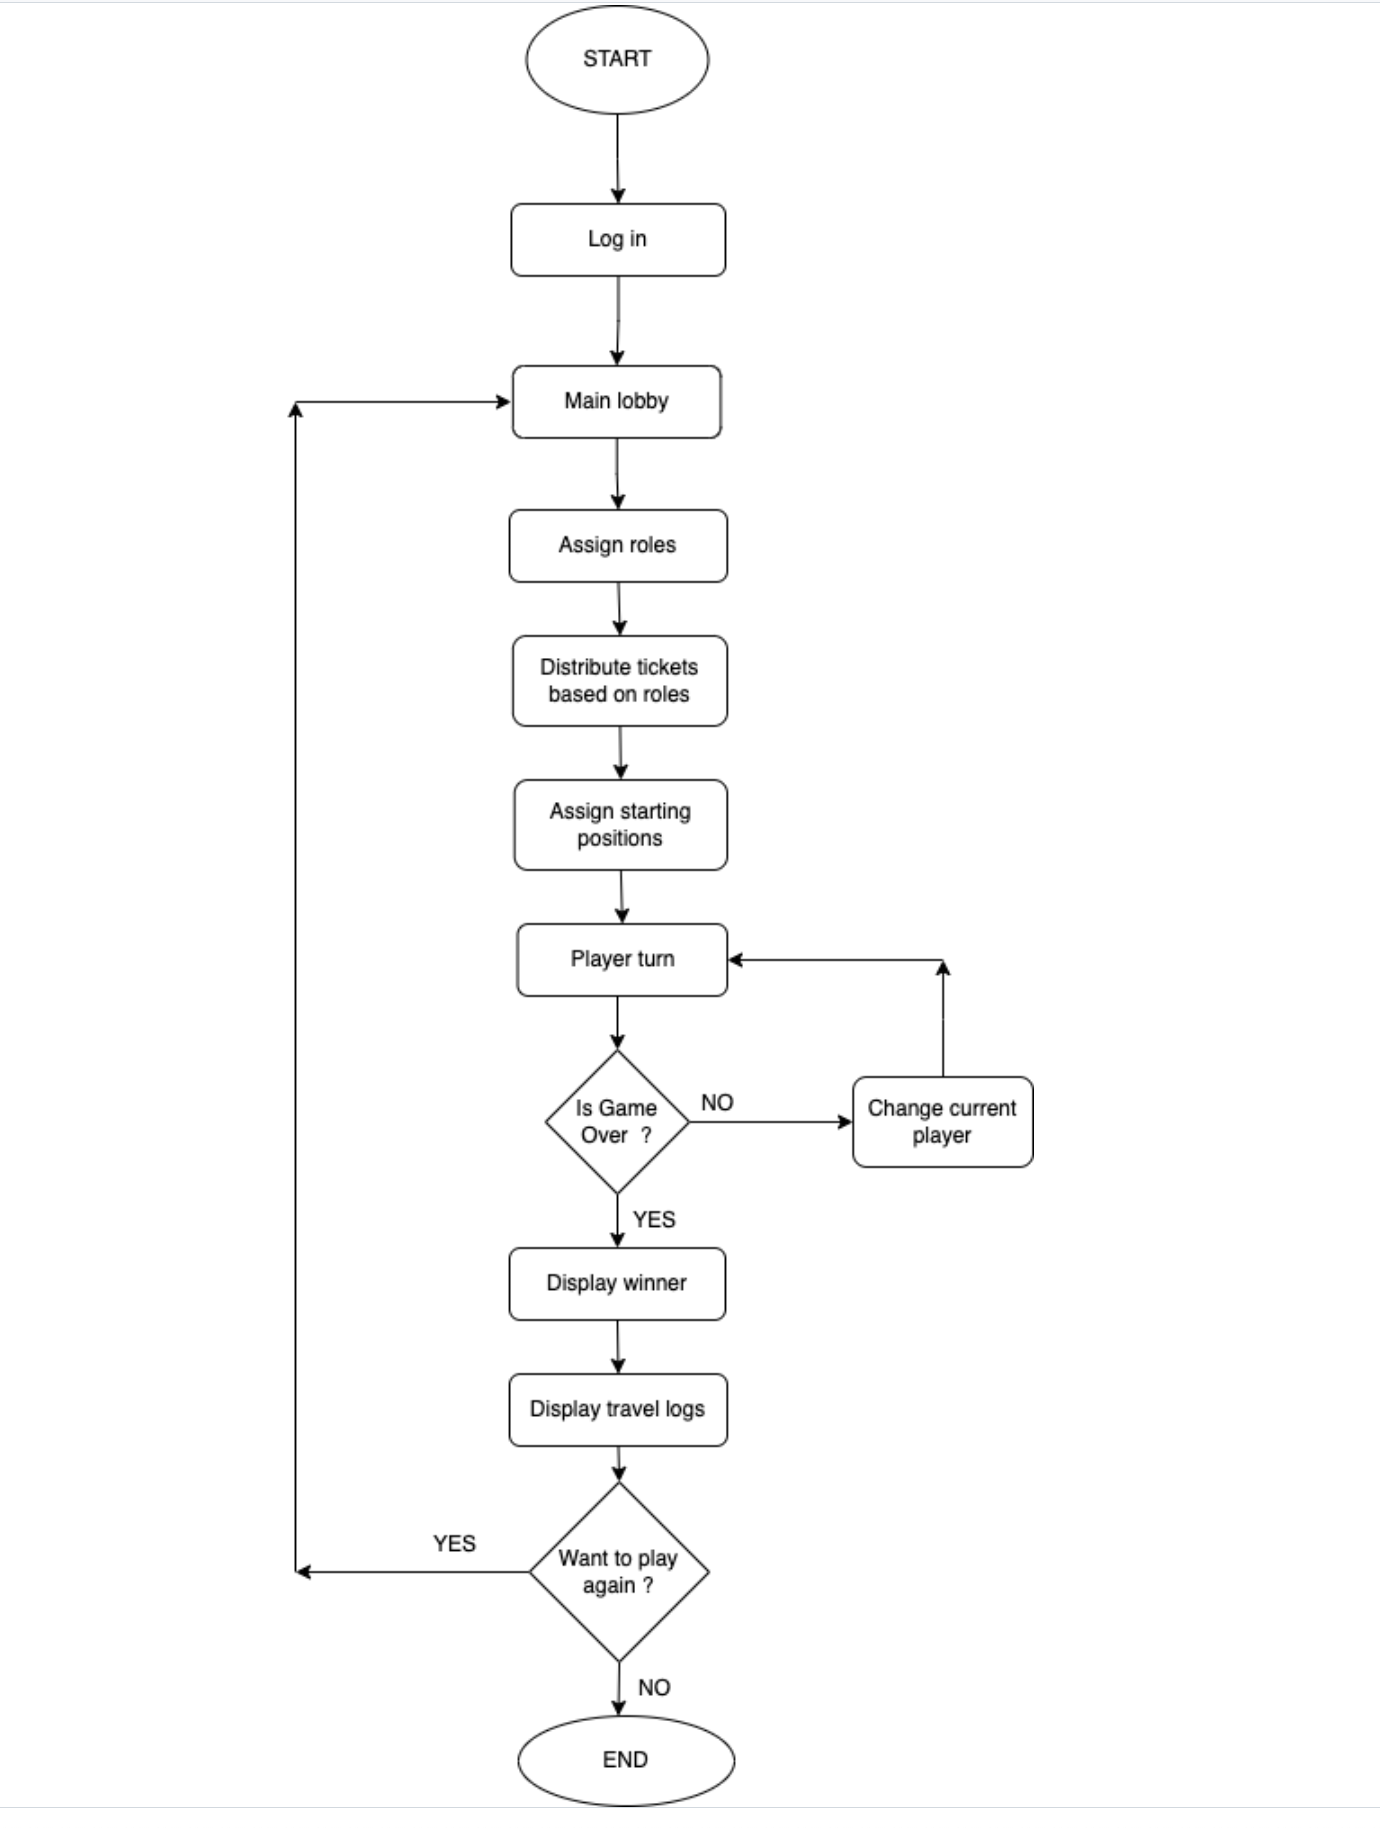 START
Log in
Main lobby
Assign roles
Distribute tickets
based on roles
Assign starting
positions
Player turn
Is Game
Over ?
NO
Change current
player
YES
Display winner
Display travel logs
YES
Want to play
again ?
NO
END